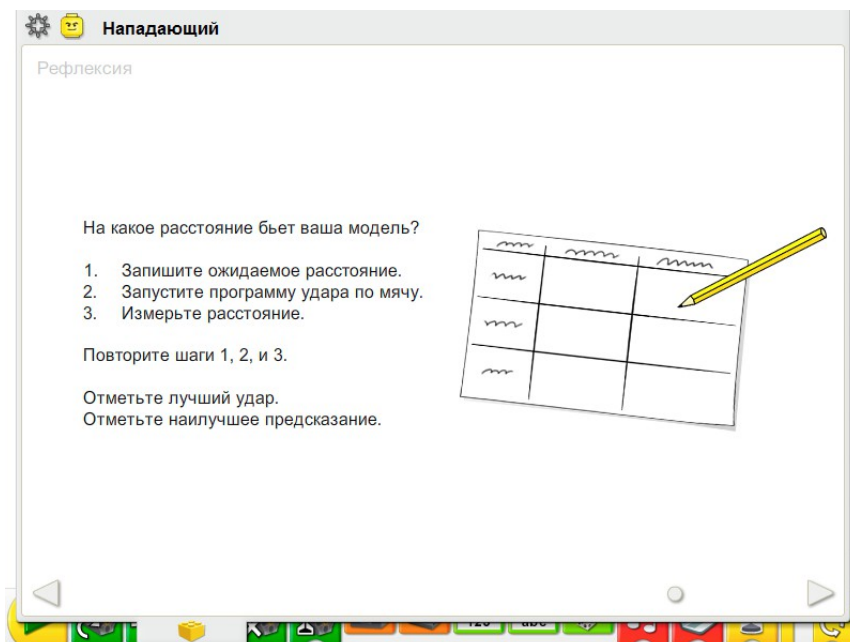 Нападающий
Рефлексия
На какое расстояние бьет ваша модель?
1. Запишите ожидаемое расстояние.
2. Запустите программу удара по мячу.
3. Измерьте расстояние.
Повторите шаги 1, 2, и 3.
Отметьте лучший удар.
Отметьте наилучшее предсказание.